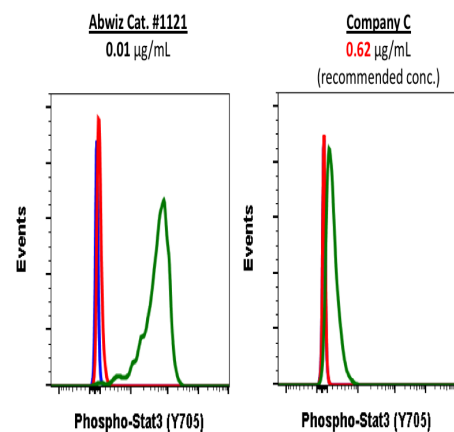 Abwiz Cat. #1121
0.01 µg/mL
Events
Phospho-Stat3 (Y705)
Company C
0.62 µg/mL
(recommended conc.)
Events
Phospho-Stat3 (Y705)